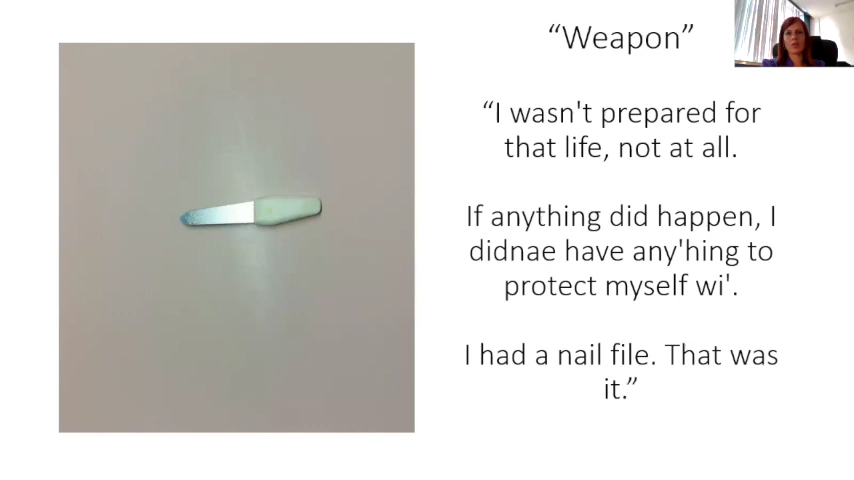 “Weapon”
“I wasn't prepared for
that life, not at all.
If anything did happen, I
didnae have any'hing to
protect myself wi'.
I had a nail file. That was
it.”